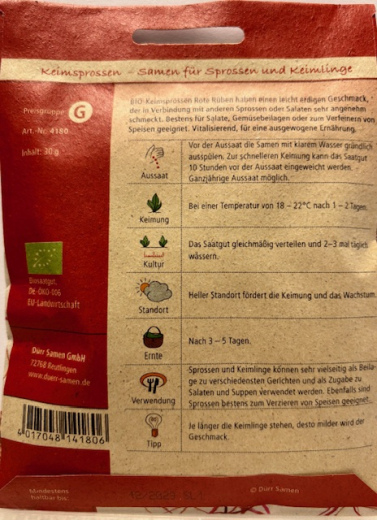 Keimsprossen – Samen für Sprossen und Keimlinge
Preisgruppe G
Art.-Nr. 4180
Inhalt: 30 g
BIO-Keimsprossen Rote Rüben haben einen leicht erdigen Geschmack,
der in Verbindung mit anderen Sprossen oder Salaten sehr angenehm
schmeckt. Bestens für Salate, Gemüsebeilagen oder zum Verfeinern von
Speisen geeignet. Vitalisierend, für eine ausgewogene Ernährung.
Aussaat
Vor der Aussaat die Samen mit klarem Wasser gründlich
ausspülen. Zur schnelleren Keimung kann das Saatgut
10 Stunden vor der Aussaat eingeweicht werden.
Ganzjährige Aussaat möglich.
Keimung
Bei einer Temperatur von 18 – 22°C nach 1 – 2 Tagen.
Kultur
Das Saatgut gleichmäßig verteilen und 2–3 mal täglich
wässern.
Standort
Heller Standort fördert die Keimung und das Wachstum.
Ernte
Nach 3 – 5 Tagen.
Verwendung
Sprossen und Keimlinge können sehr vielseitig als Beila-
ge zu verschiedensten Gerichten und als Zugabe zu
Salaten und Suppen verwendet werden. Ebenfalls sind
Sprossen bestens zum Verzieren von Speisen geeignet.
Tipp
Je länger die Keimlinge stehen, desto milder wird der
Geschmack.
DE-ÖKO-006
EU-Landwirtschaft
Dürr Samen GmbH
72768 Reutlingen
www.duerr-samen.de
4 017048 141806
Mindestens
haltbar bis:
© Dürr Samen